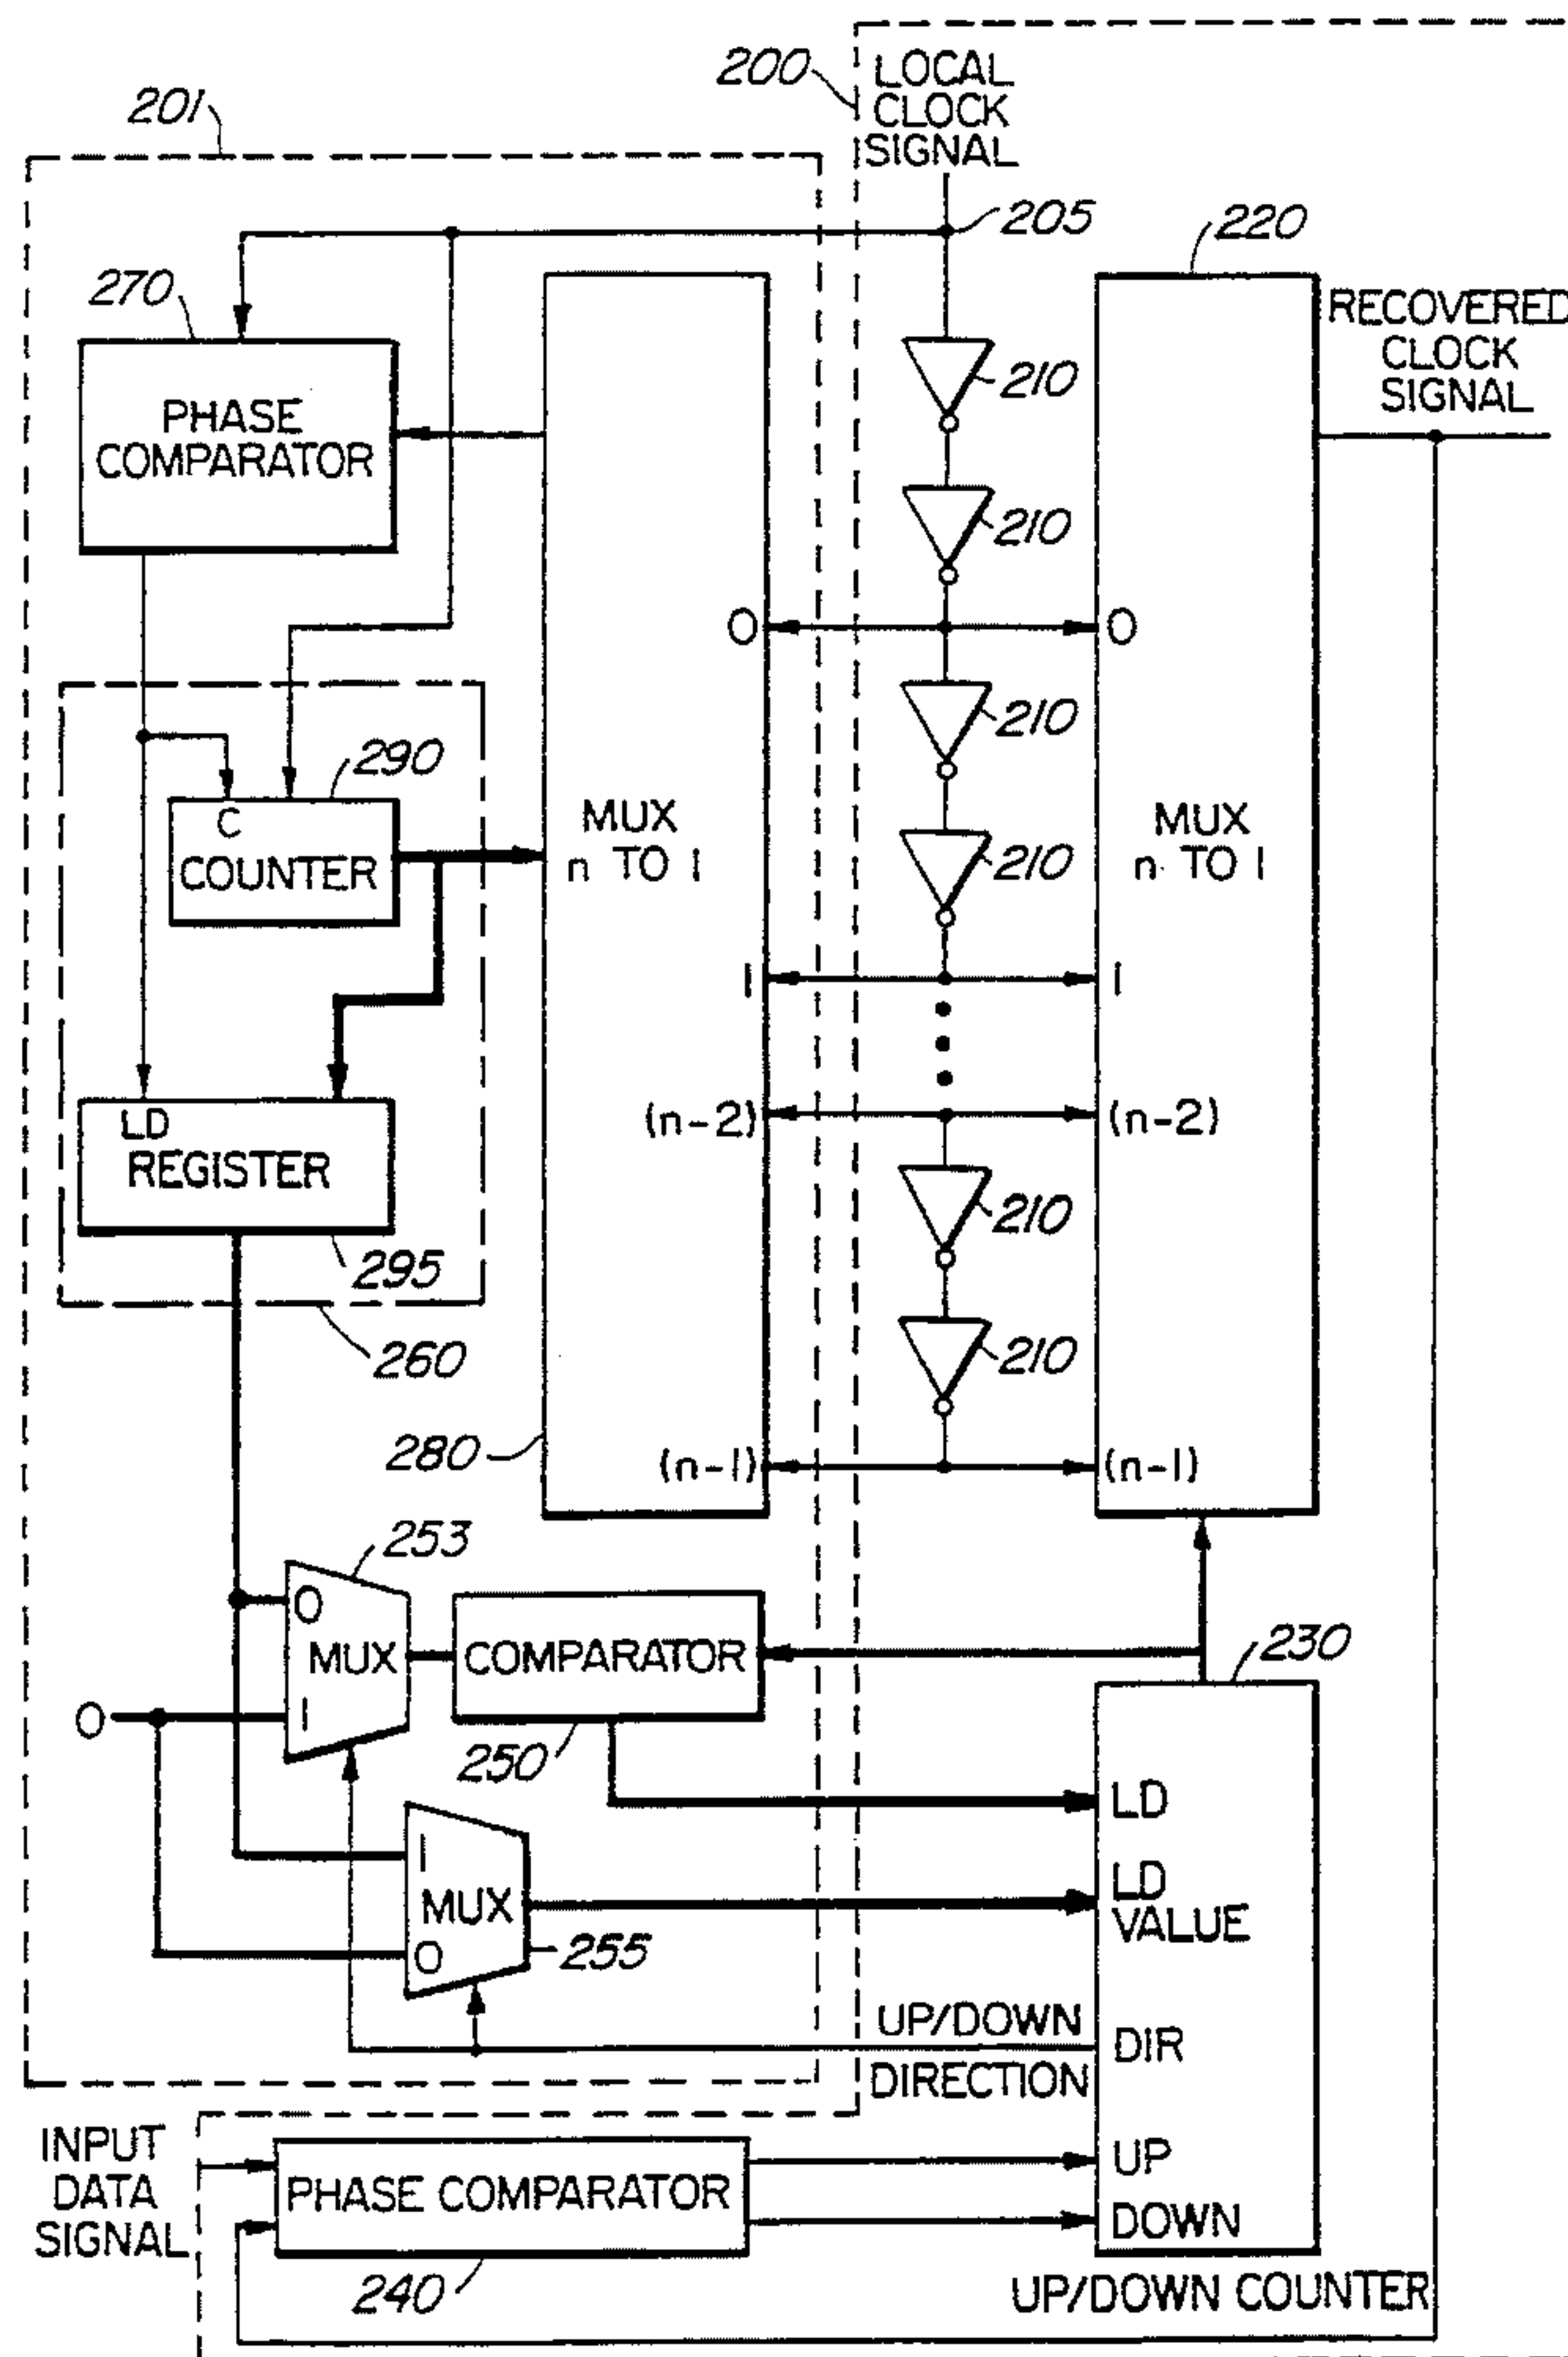 200
LOCAL
CLOCK
SIGNAL
201
205
220
270
RECOVERED
CLOCK
SIGNAL
210
PHASE
COMPARATOR
210
0
0
210
290
C
COUNTER
MUX
n TO 1
210
MUX
n TO 1
1
1
(n-2)
(n-2)
LD
REGISTER
210
295
260
210
280
(n-1)
(n-1)
253
0
MUX
1
COMPARATOR
230
0
250
LD
1
MUX
0
255
LD
VALUE
UP/DOWN
DIRECTION
DIR
INPUT
DATA
SIGNAL
PHASE COMPARATOR
UP
DOWN
240
UP/DOWN COUNTER